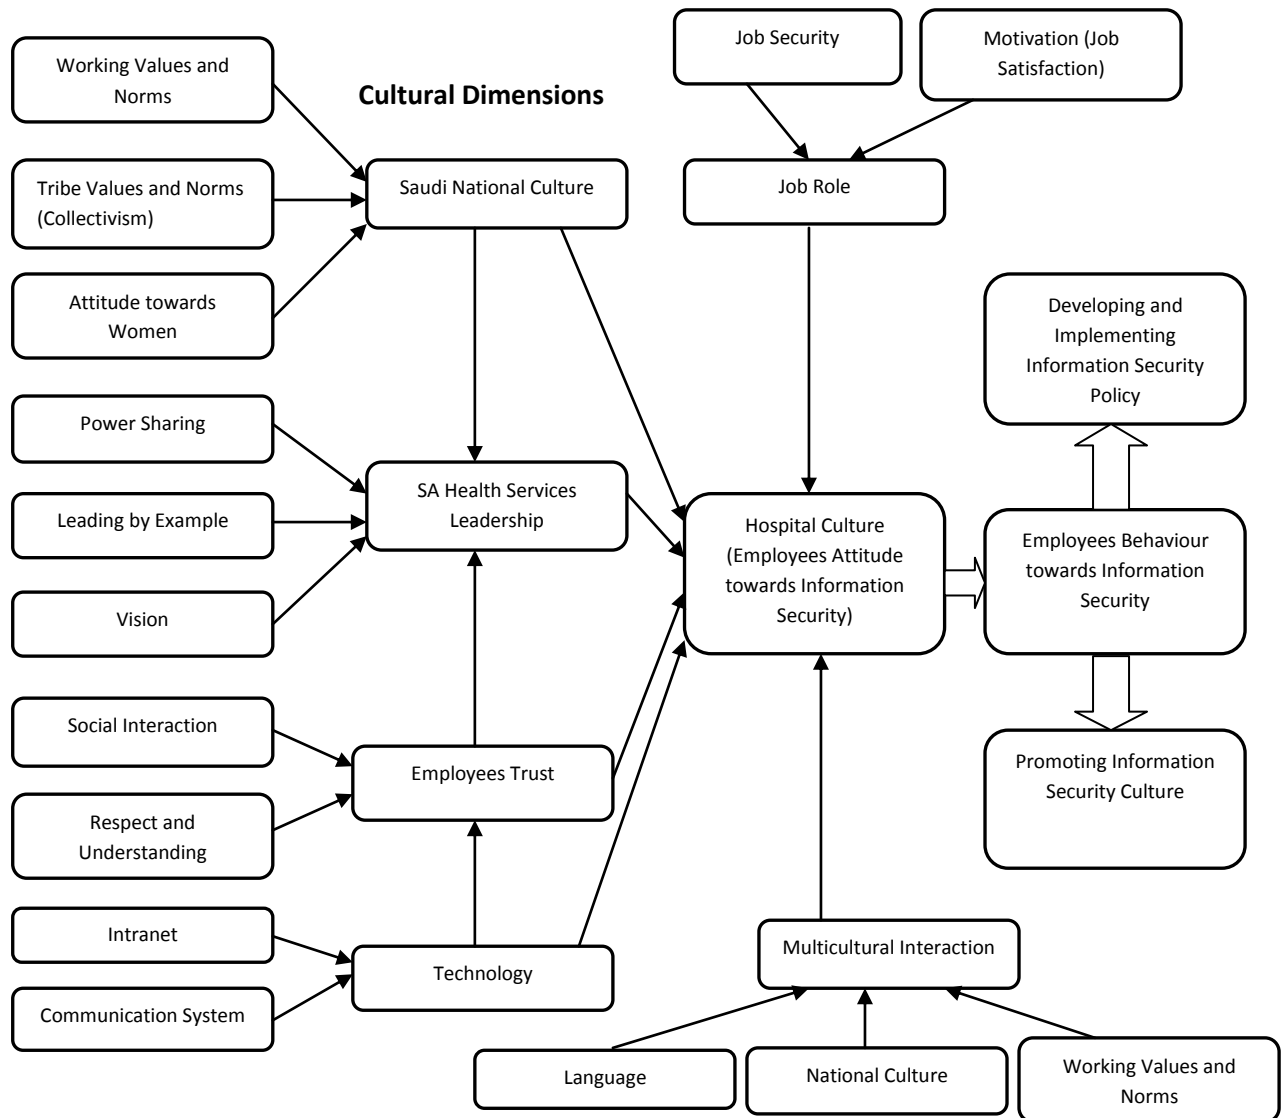 Job Security
Motivation (Job
Satisfaction)
Working Values and
Norms
Cultural Dimensions
Tribe Values and Norms
(Collectivism)
Saudi National Culture
Job Role
Attitude towards
Women
Developing and
Implementing
Information Security
Policy
Power Sharing
SA Health Services
Leadership
Leading by Example
Hospital Culture
(Employees Attitude
towards Information
Security)
Employees Behaviour
towards Information
Security
Vision
Social Interaction
Employees Trust
Promoting Information
Security Culture
Respect and
Understanding
Intranet
Technology
Multicultural Interaction
Communication System
Language
National Culture
Working Values and
Norms